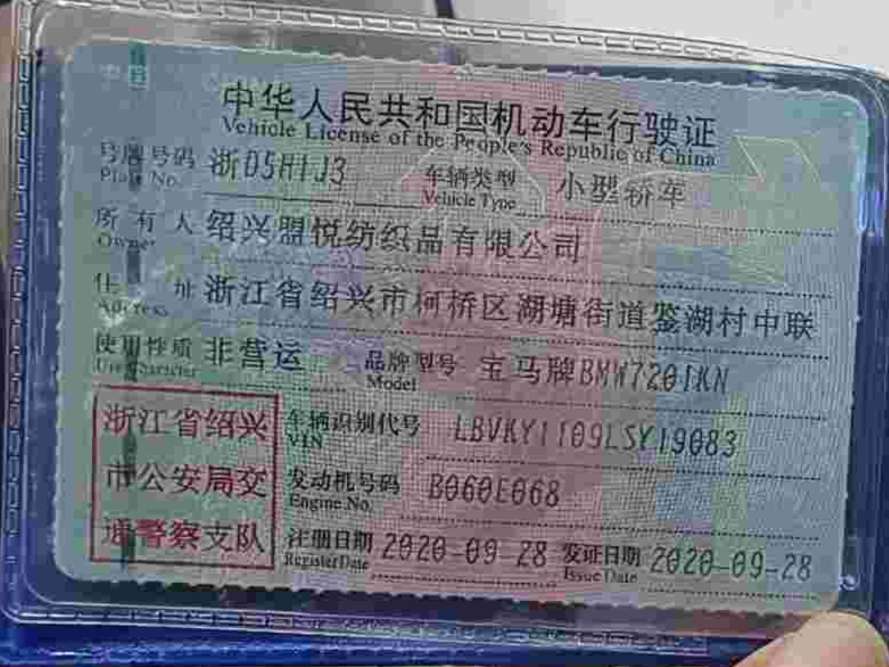 中华人民共和国机动车行驶证
Vehicle License of the People's Republic of China
号牌号码 浙D5H1J3 车辆类型 小型轿车
Plate No. Vehicle Type
所有人 绍兴盟悦纺织品有限公司
Owner
住址 浙江省绍兴市柯桥区湖塘街道鉴湖村中联
Address
使用性质 非营运 品牌型号 宝马牌BMW7201KN
Use Character Model
浙江省绍兴 车辆识别代号 LBVKY1109LSY19083
VIN
市公安局交 发动机号码 B060E068
Engine No.
通警察支队 注册日期 2020-09-28 发证日期 2020-09-28
Register Date Issue Date